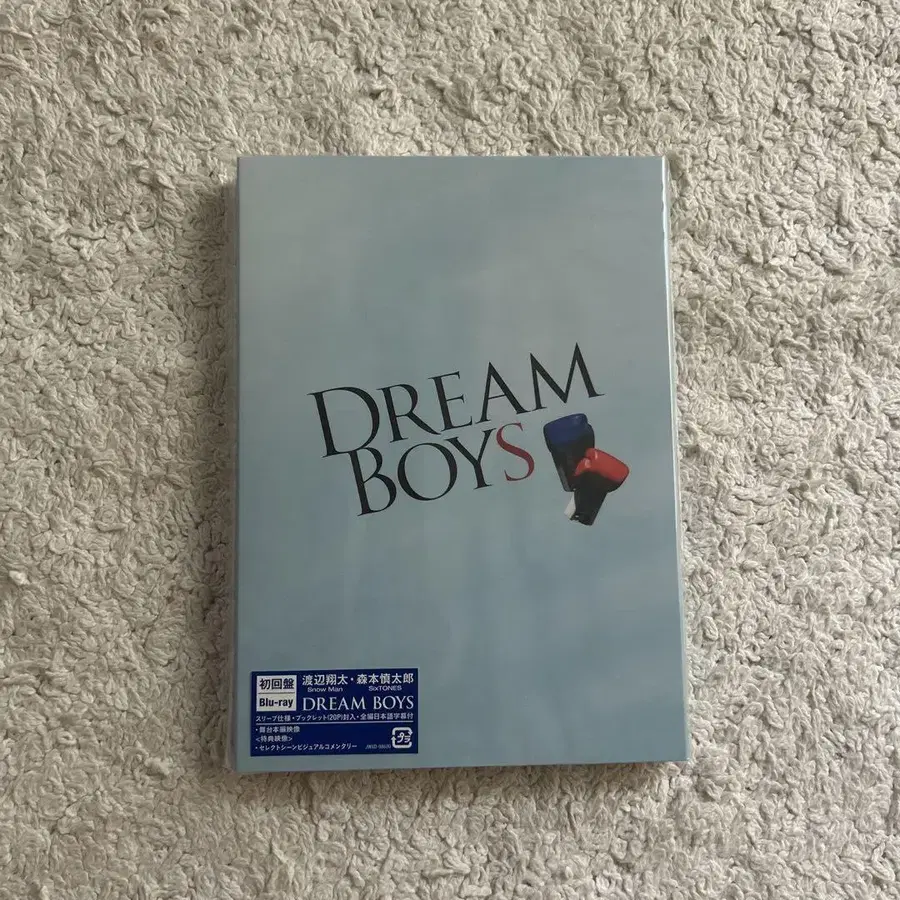 DREAM
BOYS
初回盤
Blu-ray
渡辺翔太・森本慎太郎
Snow Man SixTONES
DREAM BOYS
スリーブ仕様・ブックレット(20P)封入・全編日本語字幕付
・舞台本編映像
<特典映像>
・セレクトシーンビジュアルコメンタリー
プラ